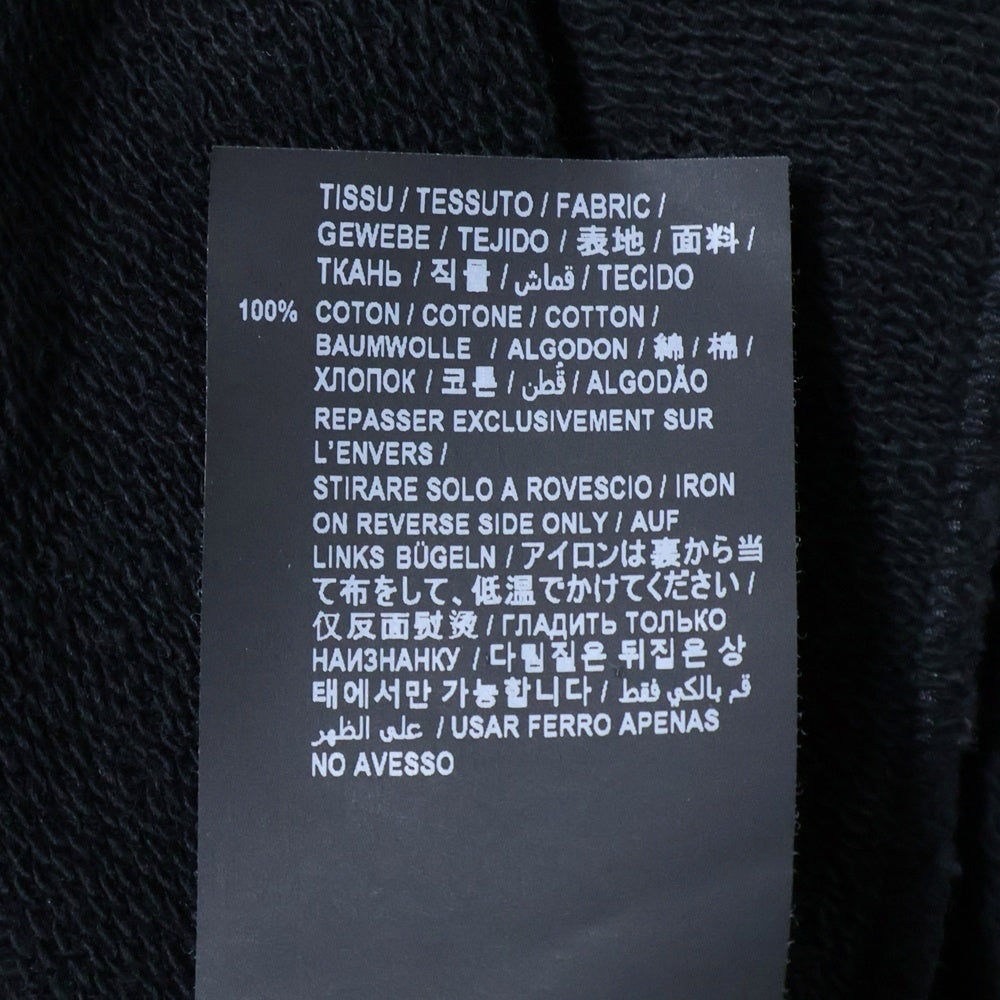 TISSU / TESSUTO / FABRIC /
GEWEBE / TEJIDO / 表地 / 面料 /
ТКАНЬ / 직물 / قماش / TECIDO
100% COTON / COTONE / COTTON /
BAUMWOLLE / ALGODON / 綿 / 棉 /
ХЛОПОК / 코튼 / قُطن / ALGODÃO
REPASSER EXCLUSIVEMENT SUR
L'ENVERS /
STIRARE SOLO A ROVESCIO / IRON
ON REVERSE SIDE ONLY / AUF
LINKS BÜGELN / アイロンは裏から当
て布をして、低温でかけてください /
仅反面熨烫 / ГЛАДИТЬ ТОЛЬКО
НАИЗНАНКУ / 다림질은 뒤집은 상
태에서만 가능합니다 / قم بالكي فقط
على الظهر / USAR FERRO APENAS
NO AVESSO